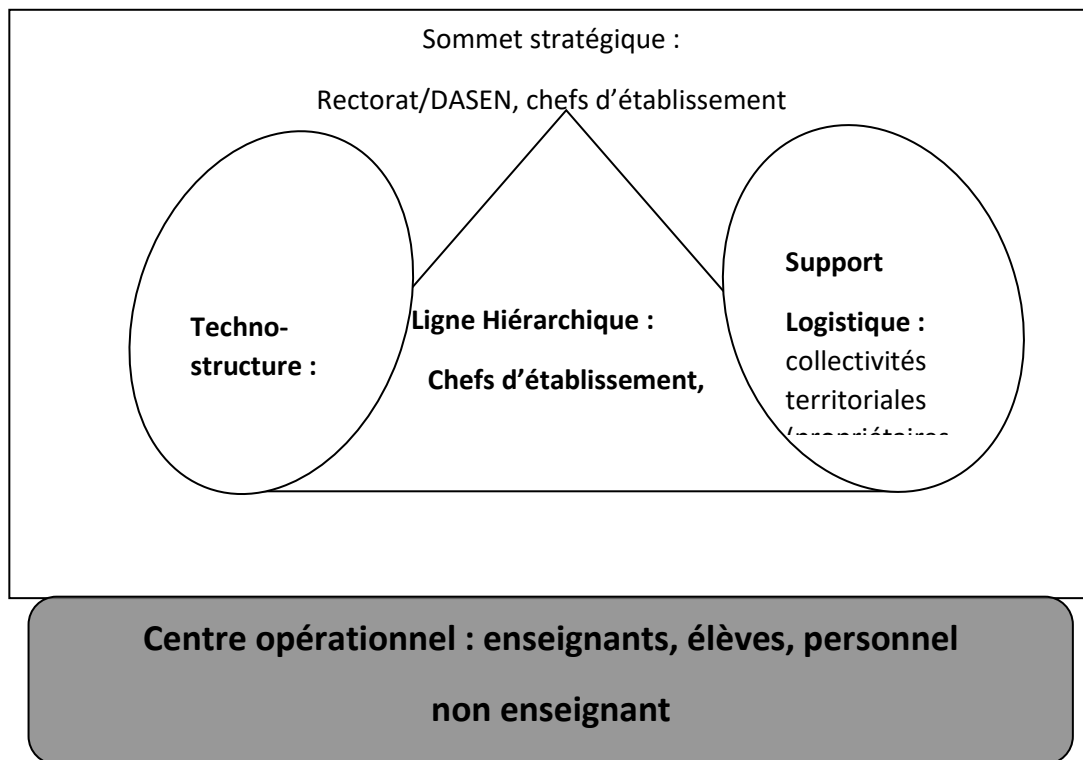 Sommet stratégique :
Rectorat/DASEN, chefs d’établissement
Techno-
structure :
Ligne Hiérarchique :
Chefs d’établissement,
Support
Logistique :
collectivités
territoriales
Centre opérationnel : enseignants, élèves, personnel
non enseignant